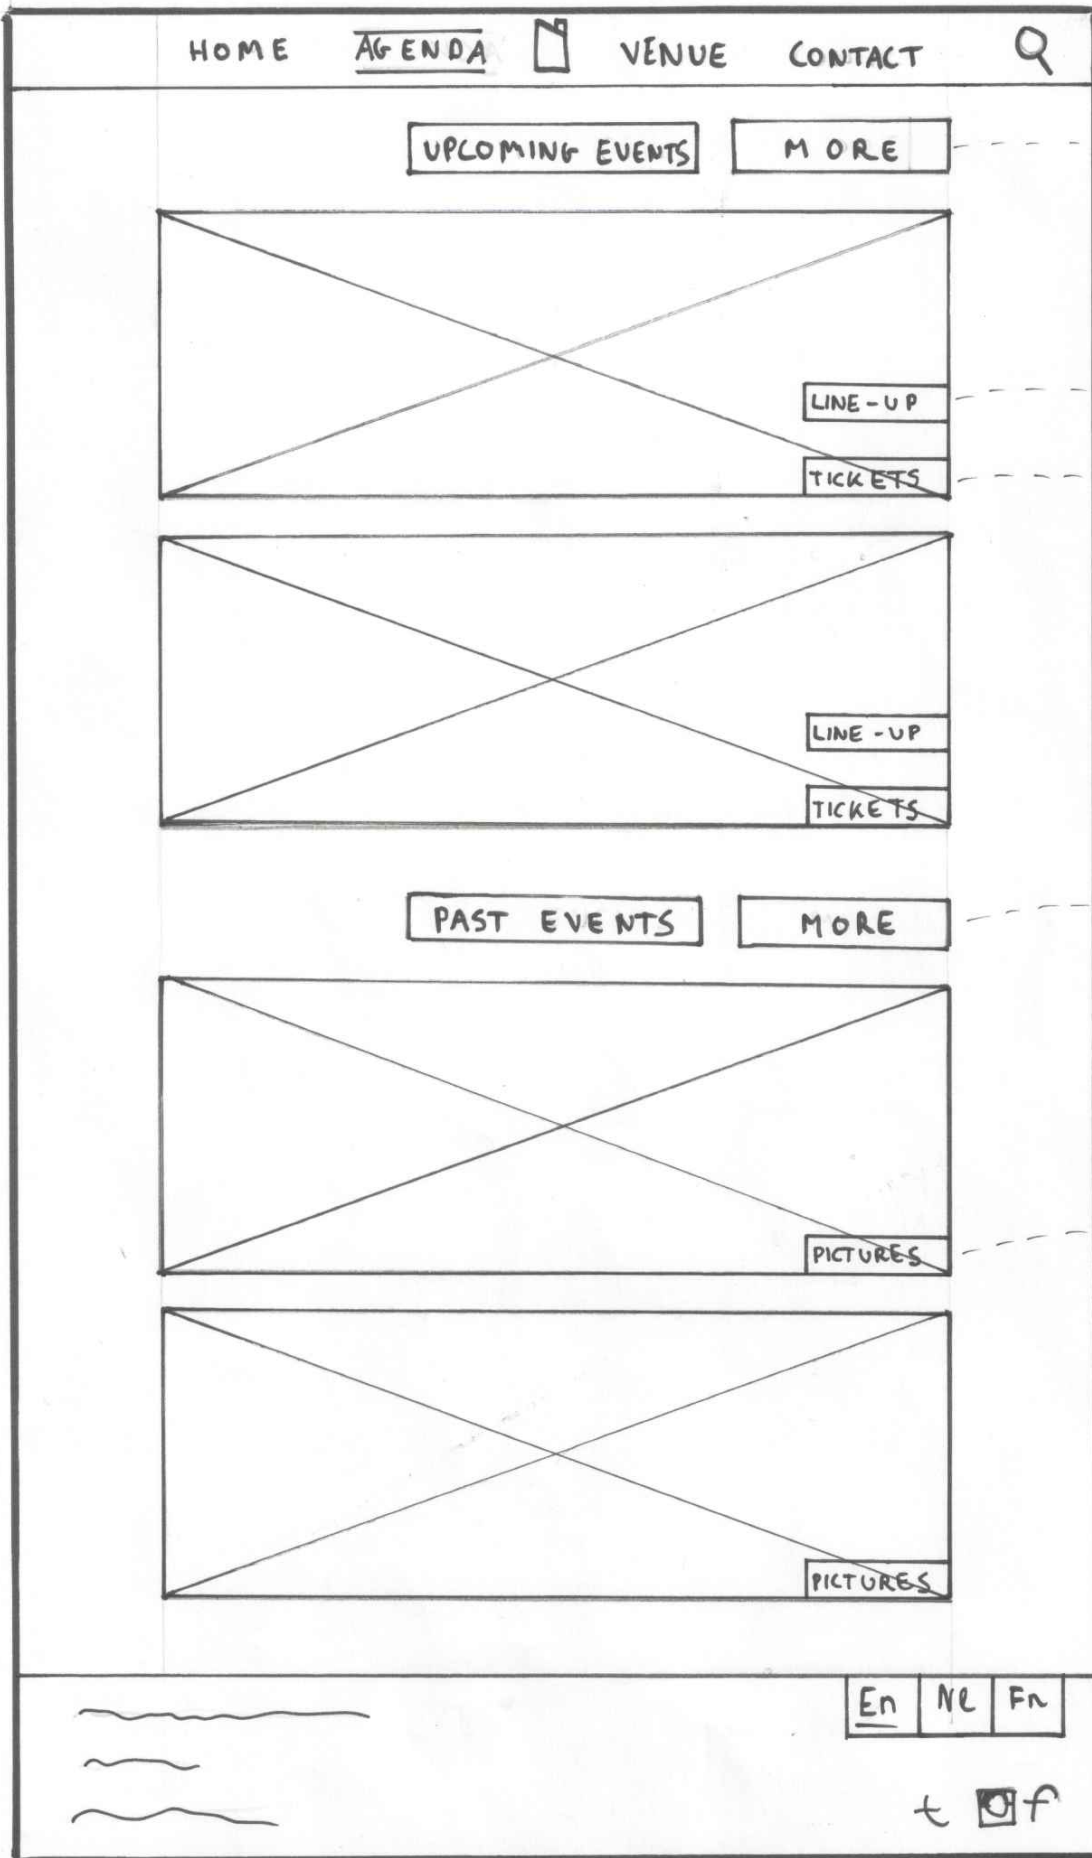 HOME AGENDA VENUE CONTACT
UPCOMING EVENTS MORE
LINE-UP
TICKETS
LINE-UP
TICKETS
PAST EVENTS MORE
PICTURES
PICTURES
En Nl Fr
t f